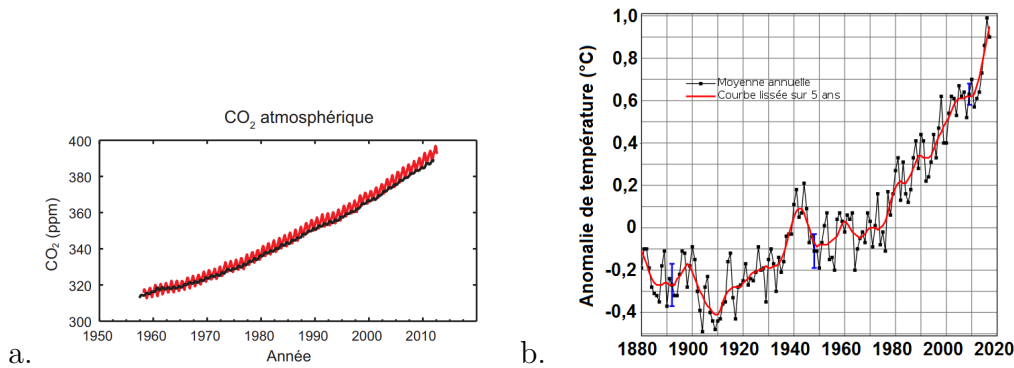 CO2 atmosphérique
CO2 (ppm)
400
380
360
340
320
300
1950 1960 1970 1980 1990 2000 2010
Année
a.
Anomalie de température (°C)
1,0
0,8
0,6
0,4
0,2
0
-0,2
-0,4
Moyenne annuelle
Courbe lissée sur 5 ans
1880 1900 1920 1940 1960 1980 2000 2020
b.